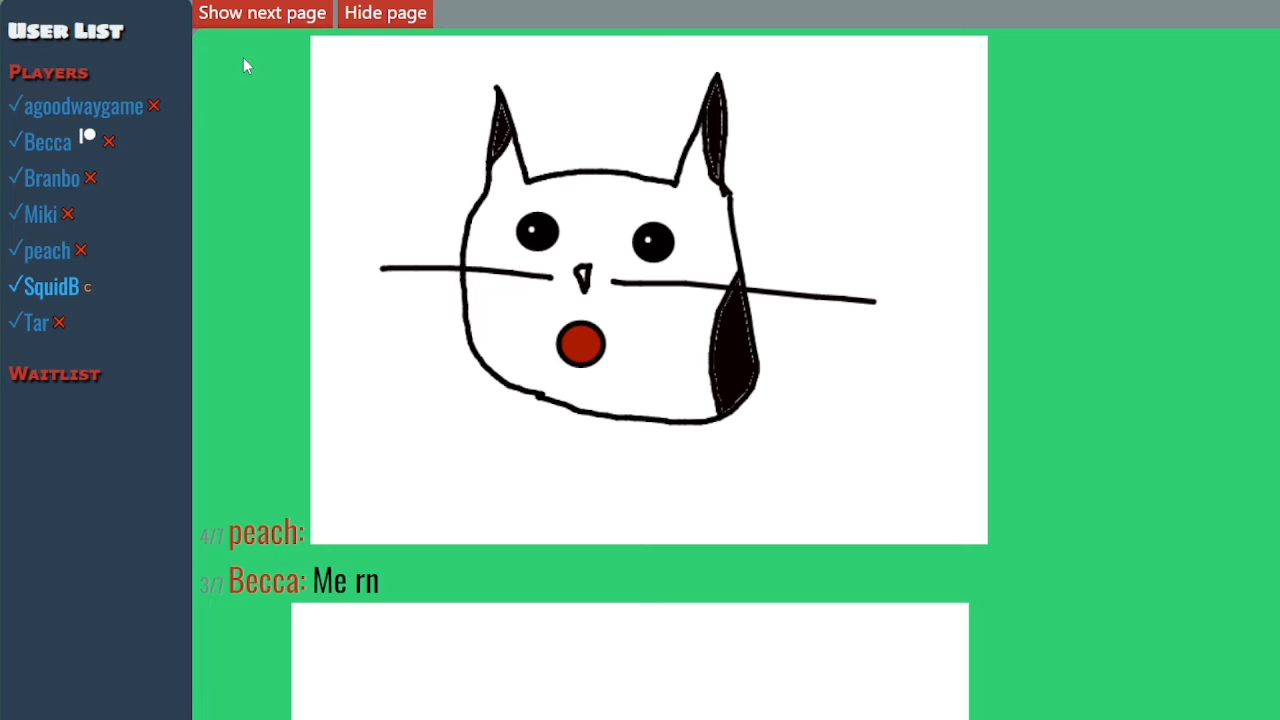 Show next page
Hide page
User List
Players
✓agoodwaygame ✕
✓Becca ✕
✓Branbo ✕
✓Miki ✕
✓peach ✕
✓SquidB c
✓Tar ✕
Waitlist
4/7 peach:
3/7 Becca: Me rn